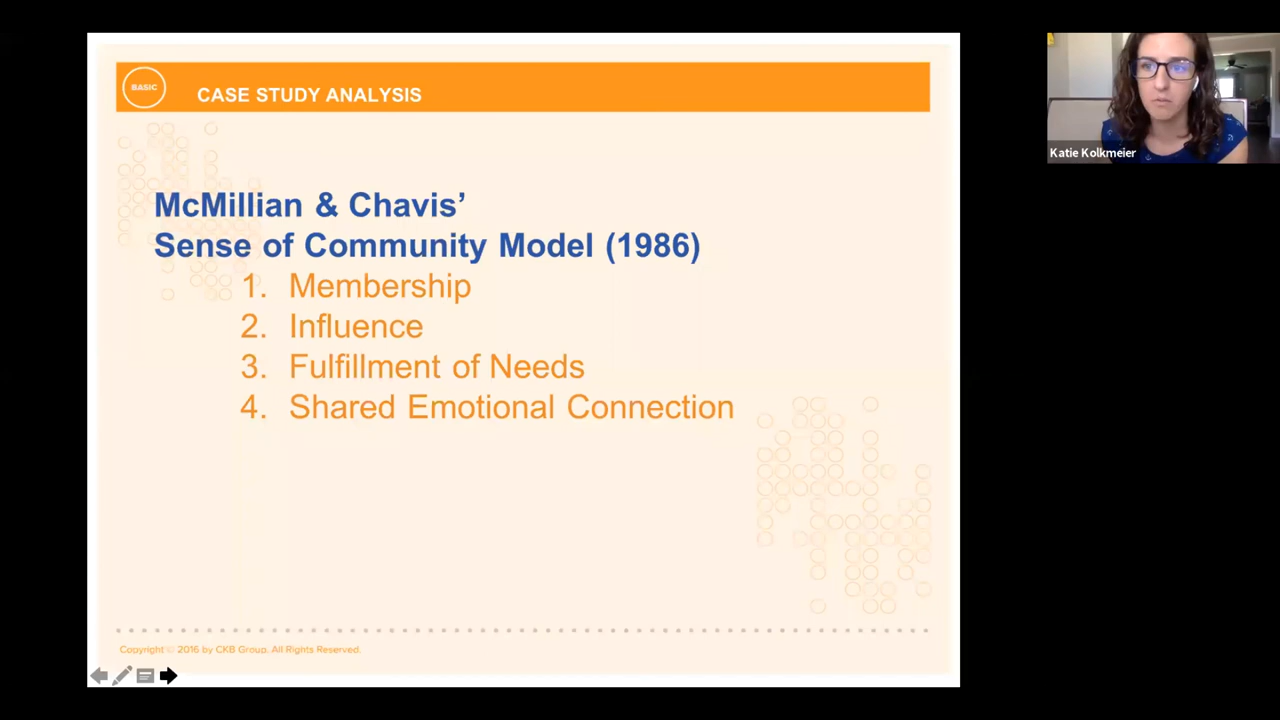 BASIC
CASE STUDY ANALYSIS
McMillian & Chavis’
Sense of Community Model (1986)
1. Membership
2. Influence
3. Fulfillment of Needs
4. Shared Emotional Connection
Copyright © 2016 by CKB Group. All Rights Reserved.
Katie Kolkmeier